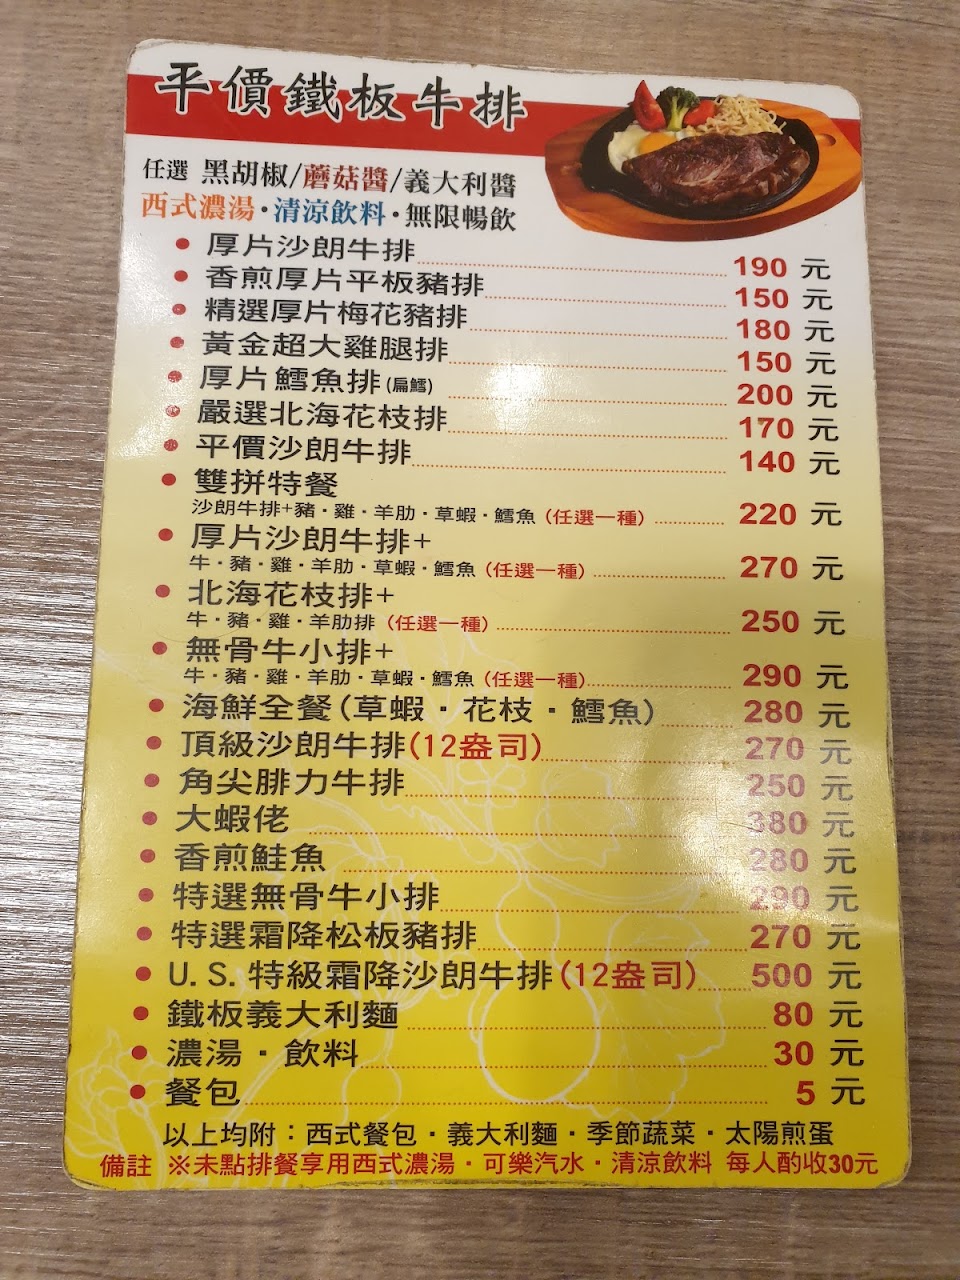 平價鐵板牛排
任選 黑胡椒/蘑菇醬/義大利醬
西式濃湯·清涼飲料·無限暢飲
• 厚片沙朗牛排 190 元
• 香煎厚片平板豬排 150 元
• 精選厚片梅花豬排 180 元
• 黃金超大雞腿排 150 元
• 厚片鱈魚排(扁鱈) 200 元
• 嚴選北海花枝排 170 元
• 平價沙朗牛排 140 元
• 雙拼特餐
沙朗牛排+豬·雞·羊肋·草蝦·鱈魚(任選一種) 220 元
• 厚片沙朗牛排+
牛·豬·雞·羊肋·草蝦·鱈魚(任選一種) 270 元
• 北海花枝排+
牛·豬·雞·羊肋排(任選一種) 250 元
• 無骨牛小排+
牛·豬·雞·羊肋·草蝦·鱈魚(任選一種) 290 元
• 海鮮全餐(草蝦·花枝·鱈魚) 280 元
• 頂級沙朗牛排(12盎司) 270 元
• 角尖腓力牛排 250 元
• 大蝦佬 380 元
• 香煎鮭魚 280 元
• 特選無骨牛小排 290 元
• 特選霜降松板豬排 270 元
• U.S.特級霜降沙朗牛排(12盎司) 500 元
• 鐵板義大利麵 80 元
• 濃湯·飲料 30 元
• 餐包 5 元
以上均附：西式餐包·義大利麵·季節蔬菜·太陽煎蛋
備註 ※未點排餐享用西式濃湯·可樂汽水·清涼飲料 每人酌收30元